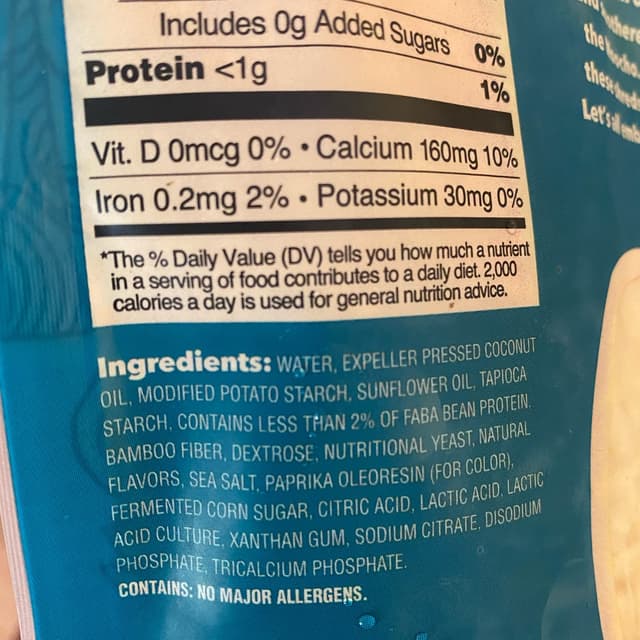 Includes 0g Added Sugars 0%
Protein <1g 1%
Vit. D 0mcg 0% • Calcium 160mg 10%
Iron 0.2mg 2% • Potassium 30mg 0%
*The % Daily Value (DV) tells you how much a nutrient
in a serving of food contributes to a daily diet. 2,000
calories a day is used for general nutrition advice.
Ingredients: WATER, EXPELLER PRESSED COCONUT
OIL, MODIFIED POTATO STARCH, SUNFLOWER OIL, TAPIOCA
STARCH, CONTAINS LESS THAN 2% OF FABA BEAN PROTEIN,
BAMBOO FIBER, DEXTROSE, NUTRITIONAL YEAST, NATURAL
FLAVORS, SEA SALT, PAPRIKA OLEORESIN (FOR COLOR),
FERMENTED CORN SUGAR, CITRIC ACID, LACTIC ACID, LACTIC
ACID CULTURE, XANTHAN GUM, SODIUM CITRATE, DISODIUM
PHOSPHATE, TRICALCIUM PHOSPHATE.
CONTAINS: NO MAJOR ALLERGENS.
the
Let's all